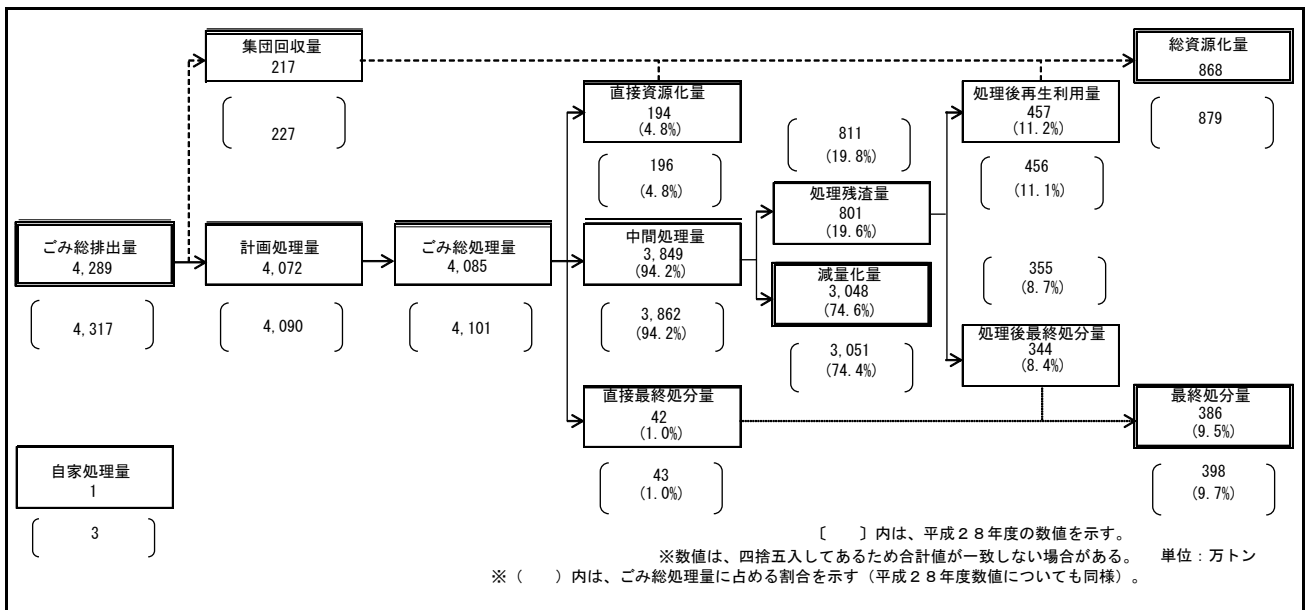 集団回収量
217
227
総資源化量
868
879
直接資源化量
194
(4.8%)
196
(4.8%)
811
(19.8%)
処理後再生利用量
457
(11.2%)
456
(11.1%)
処理残渣量
801
(19.6%)
ごみ総排出量
4,289
4,317
計画処理量
4,072
4,090
ごみ総処理量
4,085
4,101
中間処理量
3,849
(94.2%)
3,862
(94.2%)
減量化量
3,048
(74.6%)
3,051
(74.4%)
355
(8.7%)
処理後最終処分量
344
(8.4%)
直接最終処分量
42
(1.0%)
43
(1.0%)
最終処分量
386
(9.5%)
398
(9.7%)
自家処理量
1
3
〔 〕内は、平成28年度の数値を示す。
※数値は、四捨五入してあるため合計値が一致しない場合がある。 単位:万トン
※( )内は、ごみ総処理量に占める割合を示す(平成28年度数値についても同様)。